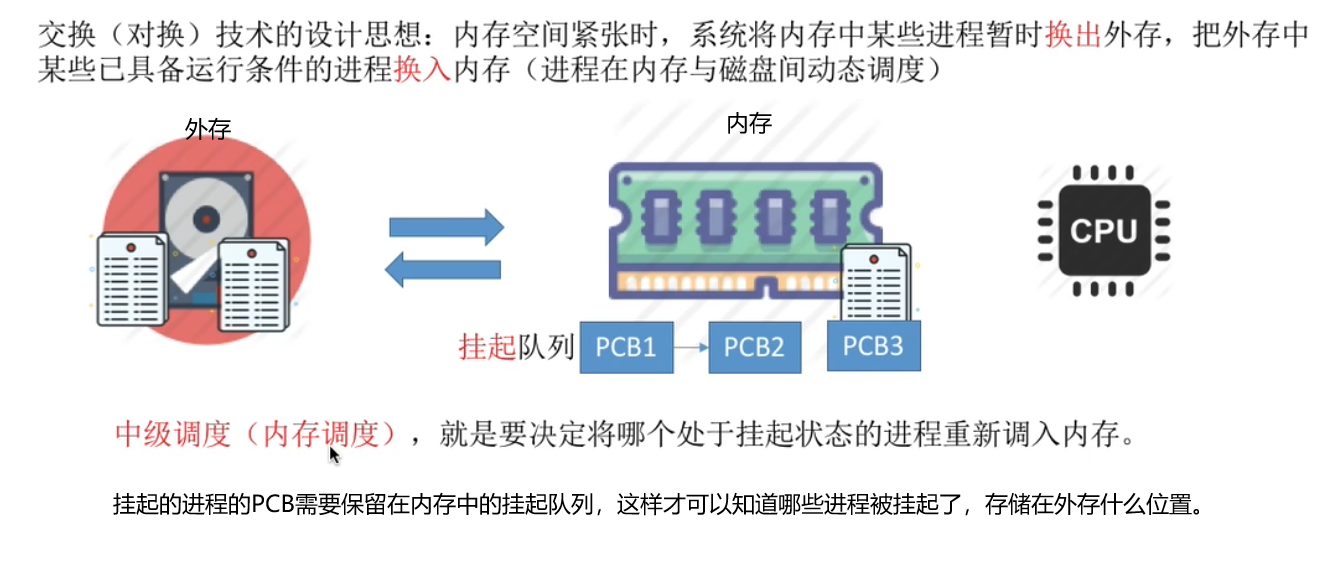 交换（对换）技术的设计思想：内存空间紧张时，系统将内存中某些进程暂时换出外存，把外存中
某些已具备运行条件的进程换入内存（进程在内存与磁盘间动态调度）
外存
内存
CPU
挂起队列 PCB1 PCB2 PCB3
中级调度（内存调度），就是要决定将哪个处于挂起状态的进程重新调入内存。
挂起的进程的PCB需要保留在内存中的挂起队列，这样才可以知道哪些进程被挂起了，存储在外存什么位置。